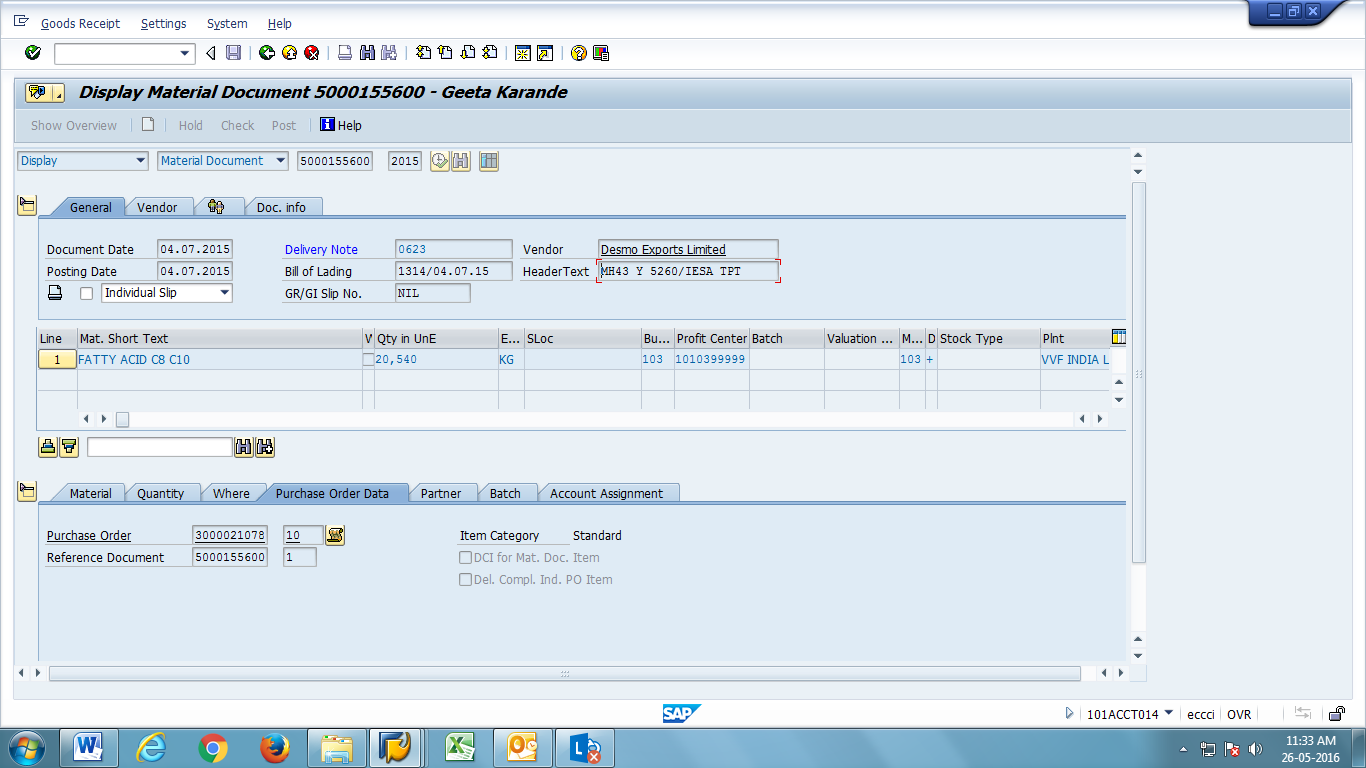 Goods Receipt Settings System Help
Display Material Document 5000155600 - Geeta Karande
Show Overview Hold Check Post Help
Display Material Document 5000155600 2015
General Vendor Doc. info
Document Date 04.07.2015 Delivery Note 0623 Vendor Desmo Exports Limited
Posting Date 04.07.2015 Bill of Lading 1314/04.07.15 HeaderText MH43 Y 5260/IESA TPT
Individual Slip GR/GI Slip No. NIL
Line Mat. Short Text V Qty in UnE E... SLoc Bu... Profit Center Batch Valuation ... M... D Stock Type Plnt
1 FATTY ACID C8 C10 20,540 KG 103 1010399999 103 + VVF INDIA L
Material Quantity Where Purchase Order Data Partner Batch Account Assignment
Purchase Order 3000021078 10 Item Category Standard
Reference Document 5000155600 1 DCI for Mat. Doc. Item
Del. Compl. Ind. PO Item
SAP 101ACCT014 eccci OVR
11:33 AM
26-05-2016